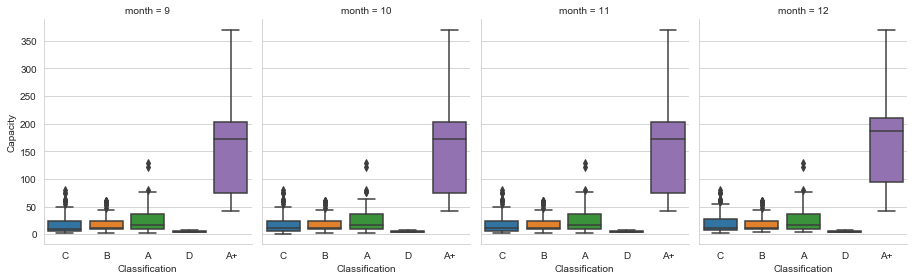 month = 9 month = 10 month = 11 month = 12
350
300
250
200
150
100
50
0
Capacity
C B A D A+ C B A D A+ C B A D A+ C B A D A+
Classification Classification Classification Classification